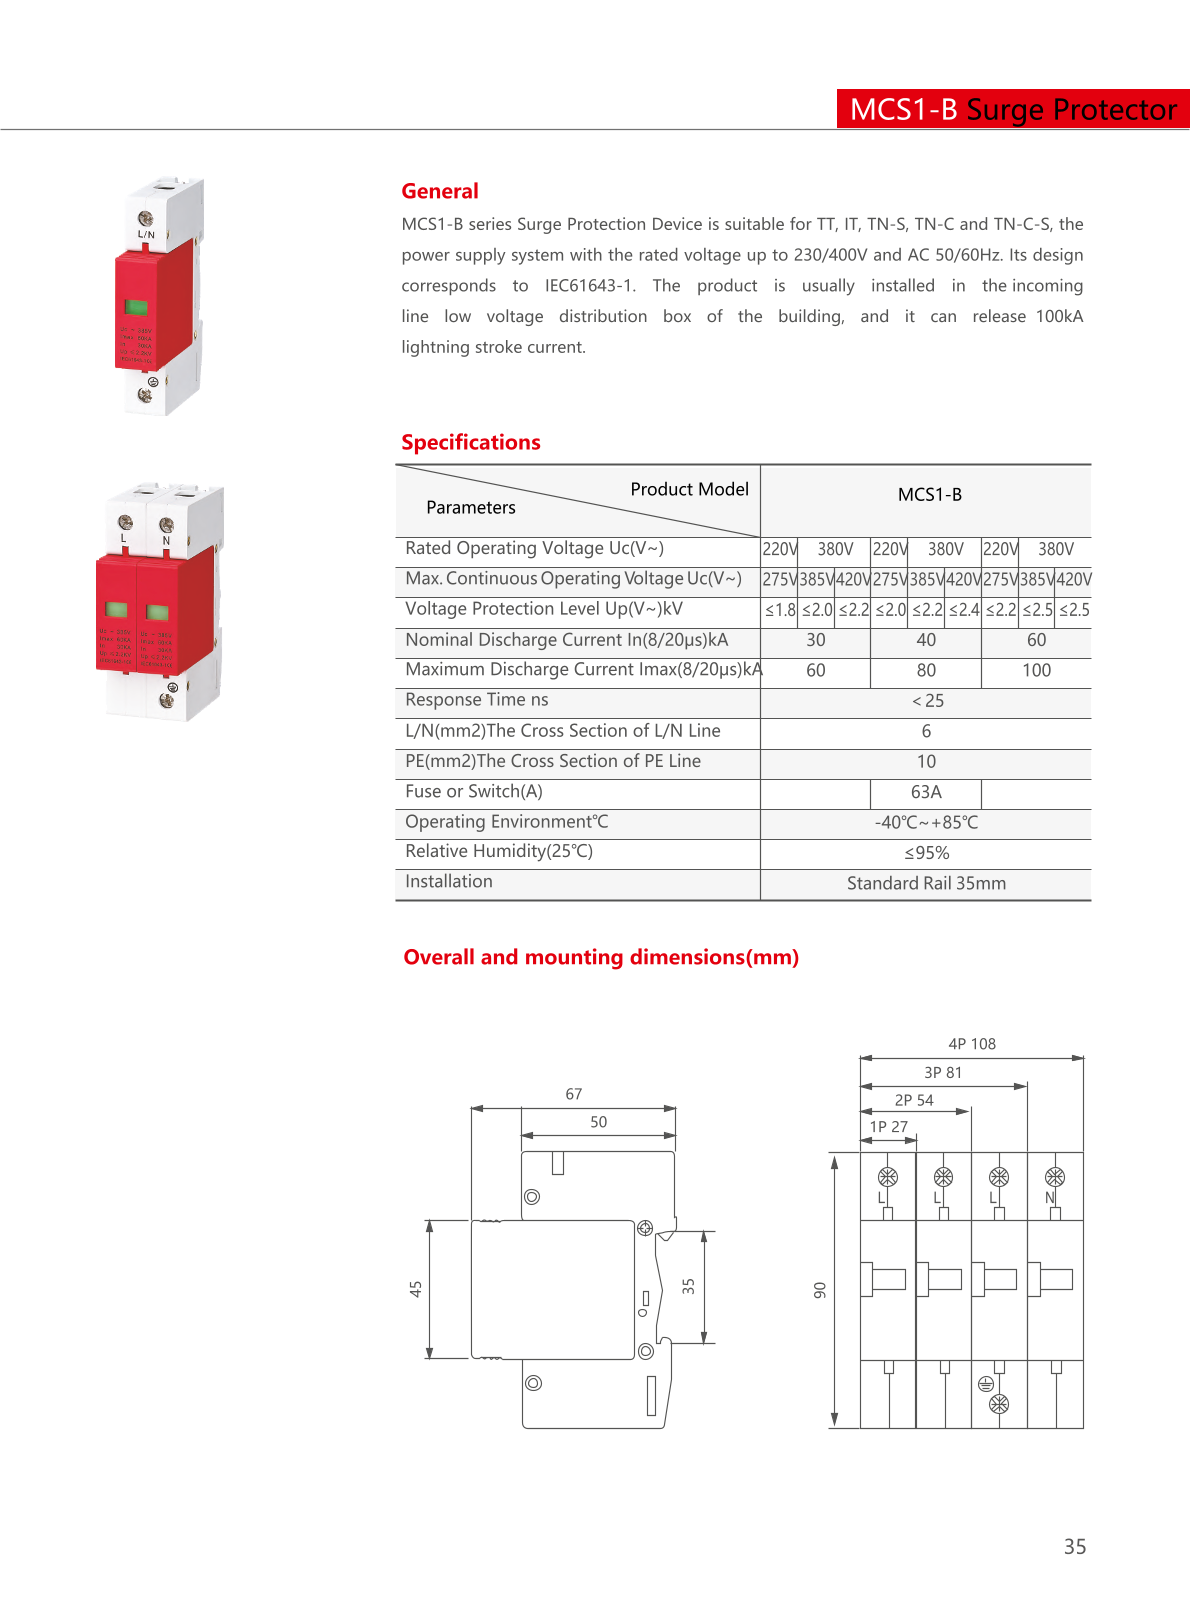 MCS1-B Surge Protector
General
MCS1-B series Surge Protection Device is suitable for TT, IT, TN-S, TN-C and TN-C-S, the
power supply system with the rated voltage up to 230/400V and AC 50/60Hz. Its design
corresponds to IEC61643-1. The product is usually installed in the incoming
line low voltage distribution box of the building, and it can release 100kA
lightning stroke current.
L/N
Specifications
Product Model
Parameters
MCS1-B
Rated Operating Voltage Uc(V~) 220V 380V 220V 380V 220V 380V
Max. Continuous Operating Voltage Uc(V~) 275V 385V 420V 275V 385V 420V 275V 385V 420V
Voltage Protection Level Up(V~)kV ≤1.8 ≤2.0 ≤2.2 ≤2.0 ≤2.2 ≤2.4 ≤2.2 ≤2.5 ≤2.5
Nominal Discharge Current In(8/20μs)kA 30 40 60
Maximum Discharge Current Imax(8/20μs)kA 60 80 100
Response Time ns < 25
L/N(mm2)The Cross Section of L/N Line 6
PE(mm2)The Cross Section of PE Line 10
Fuse or Switch(A) 63A
Operating Environment℃ -40℃~+85℃
Relative Humidity(25℃) ≤95%
Installation Standard Rail 35mm
L N
Overall and mounting dimensions(mm)
67
50
45
35
4P 108
3P 81
2P 54
1P 27
L L L N
90
35